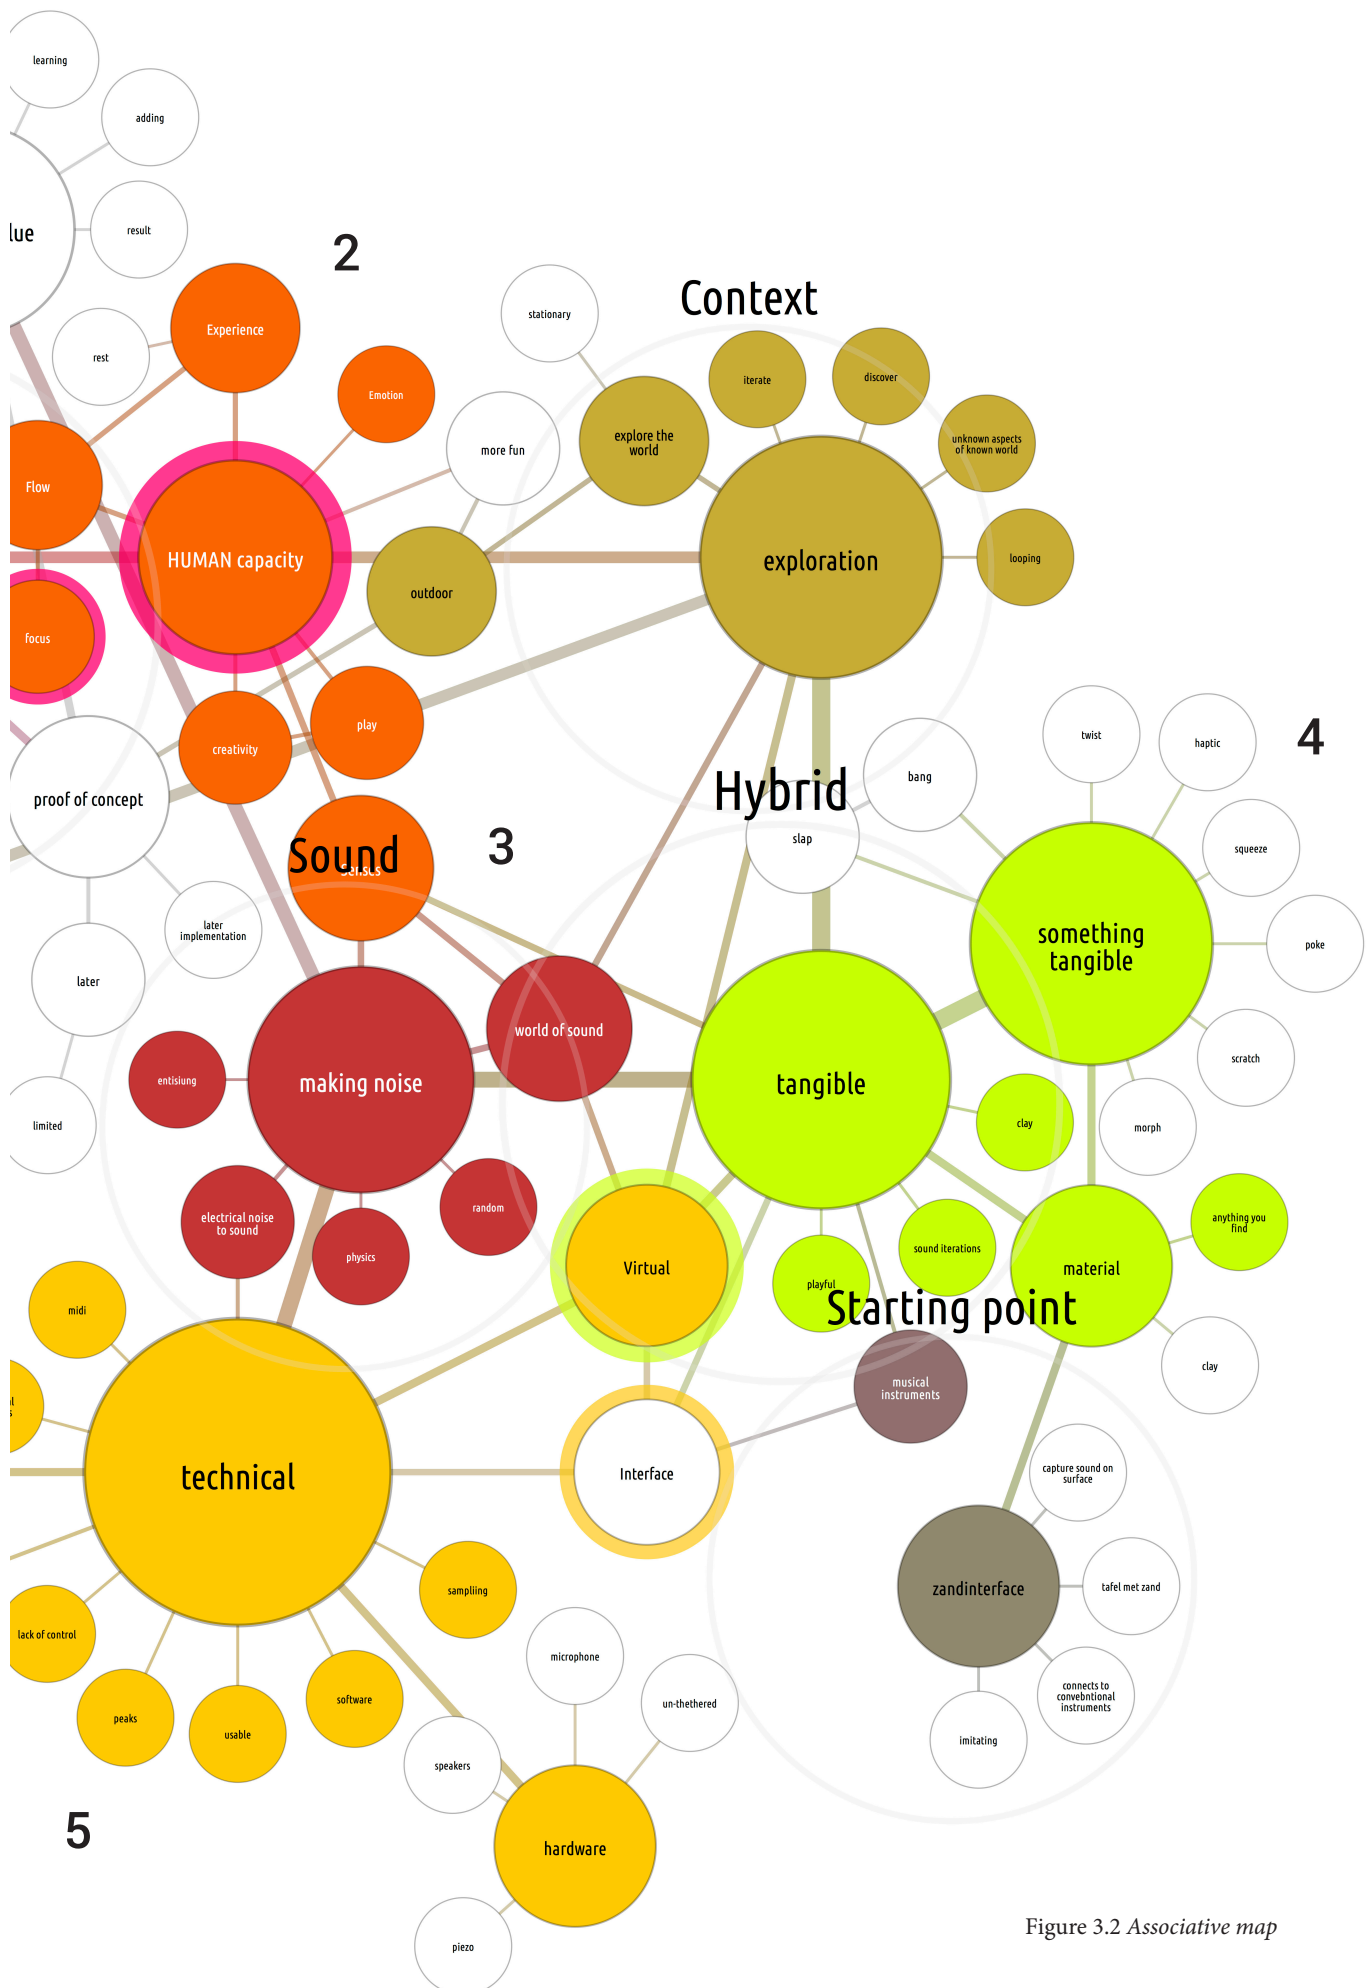 learning
adding
lue
result
2
Experience
rest
Context
stationary
iterate
discover
Emotion
explore the
world
unknown aspects
of known world
more fun
Flow
HUMAN capacity
exploration
looping
outdoor
focus
creativity
play
twist
haptic
4
proof of concept
Hybrid
bang
slap
squeeze
Sound
Senses
3
later
implementation
something
tangible
poke
later
world of sound
scratch
entisiung
making noise
tangible
clay
morph
limited
electrical noise
to sound
random
physics
Virtual
playful
sound iterations
material
anything you
find
midi
Starting point
clay
musical
instruments
technical
Interface
capture sound on
surface
zandinterface
tafel met zand
sampliing
lack of control
peaks
usable
software
microphone
un-thethered
connects to
convebntional
instruments
imitating
speakers
5
hardware
piezo
Figure 3.2 Associative map